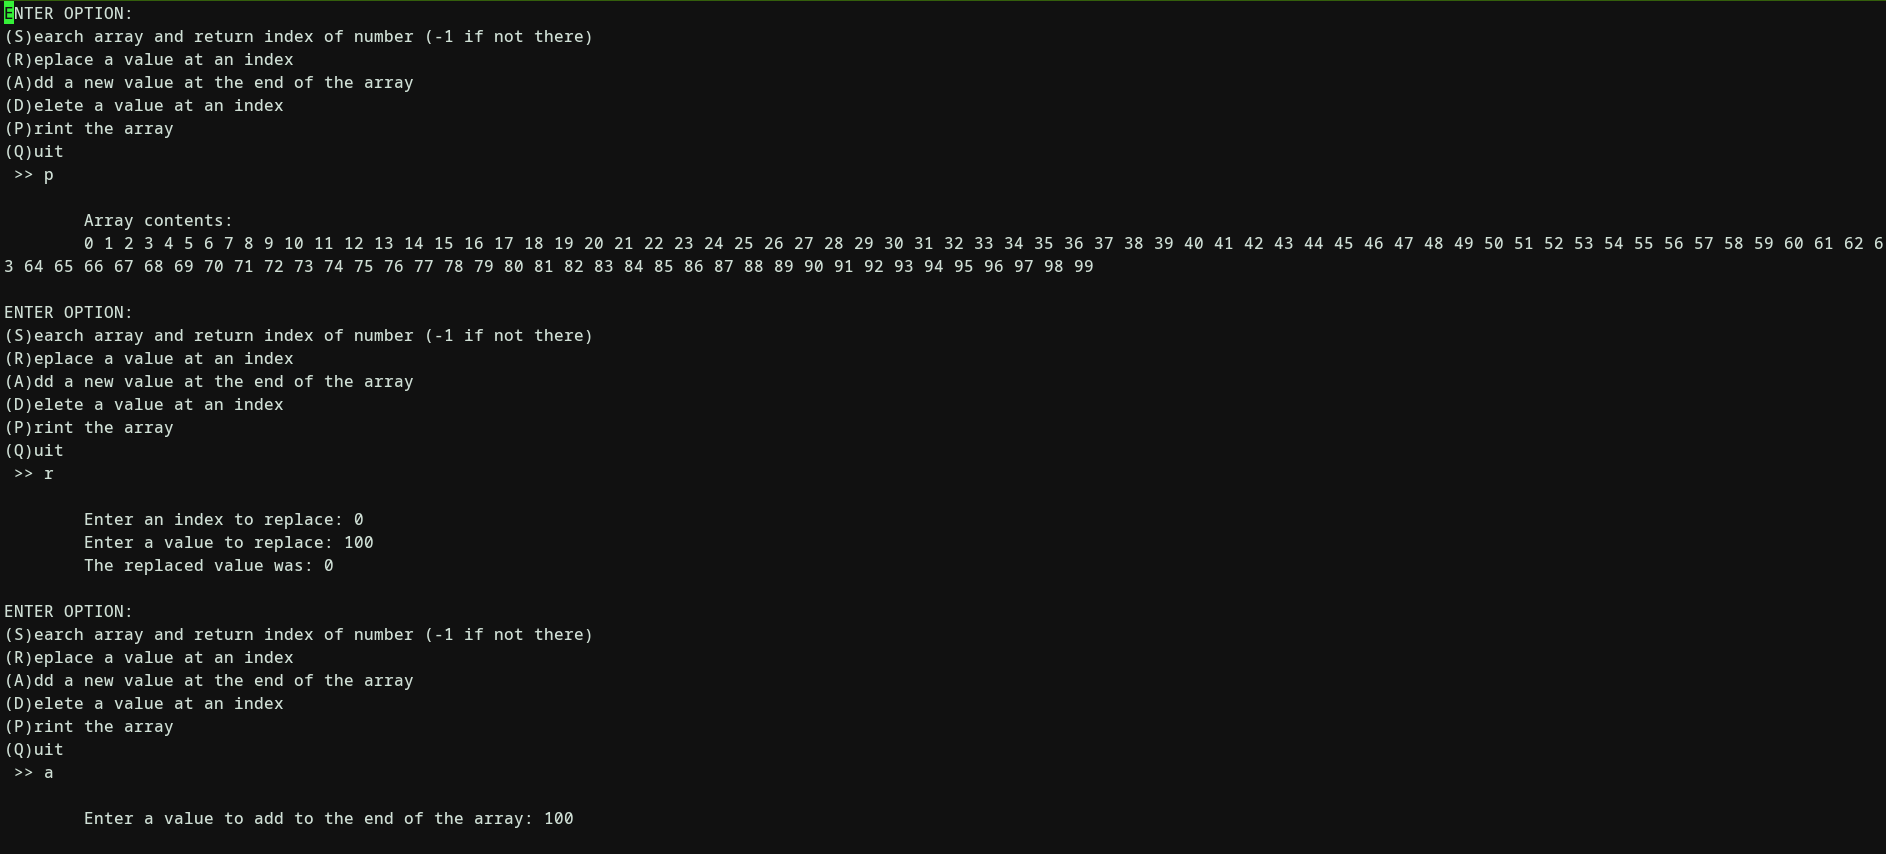 ENTER OPTION:
(S)earch array and return index of number (-1 if not there)
(R)eplace a value at an index
(A)dd a new value at the end of the array
(D)elete a value at an index
(P)rint the array
(Q)uit
 >> p

        Array contents:
        0 1 2 3 4 5 6 7 8 9 10 11 12 13 14 15 16 17 18 19 20 21 22 23 24 25 26 27 28 29 30 31 32 33 34 35 36 37 38 39 40 41 42 43 44 45 46 47 48 49 50 51 52 53 54 55 56 57 58 59 60 61 62 6
3 64 65 66 67 68 69 70 71 72 73 74 75 76 77 78 79 80 81 82 83 84 85 86 87 88 89 90 91 92 93 94 95 96 97 98 99

ENTER OPTION:
(S)earch array and return index of number (-1 if not there)
(R)eplace a value at an index
(A)dd a new value at the end of the array
(D)elete a value at an index
(P)rint the array
(Q)uit
 >> r

        Enter an index to replace: 0
        Enter a value to replace: 100
        The replaced value was: 0

ENTER OPTION:
(S)earch array and return index of number (-1 if not there)
(R)eplace a value at an index
(A)dd a new value at the end of the array
(D)elete a value at an index
(P)rint the array
(Q)uit
 >> a

        Enter a value to add to the end of the array: 100